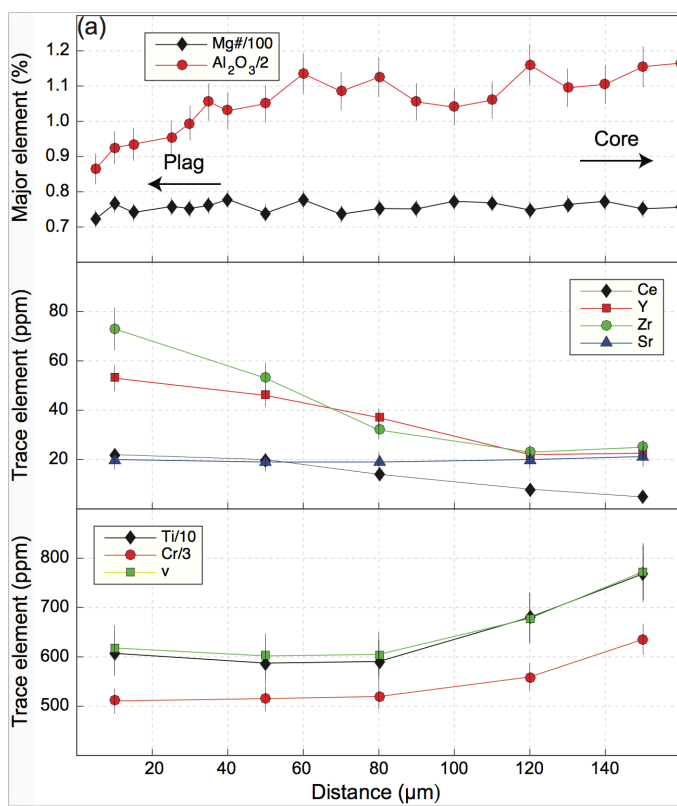 (a)
Mg#/100
Al₂O₃/2
Major element (%)
1.2
1.1
1.0
0.9
0.8
0.7
Plag
Core
Trace element (ppm)
80
60
40
20
Ce
Y
Zr
Sr
Trace element (ppm)
800
700
600
500
Ti/10
Cr/3
v
20
40
60
80
100
120
140
Distance (µm)